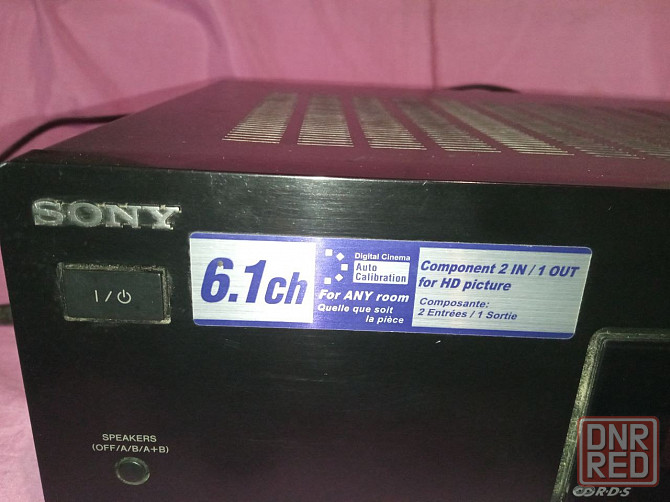 SONY
I/⏻
6.1ch
Digital Cinema
Auto
Calibration
For ANY room
Quelle que soit
la pièce
Component 2 IN / 1 OUT
for HD picture
Composante:
2 Entrées / 1 Sortie
SPEAKERS
(OFF/A/B/A+B)
DNR
RED